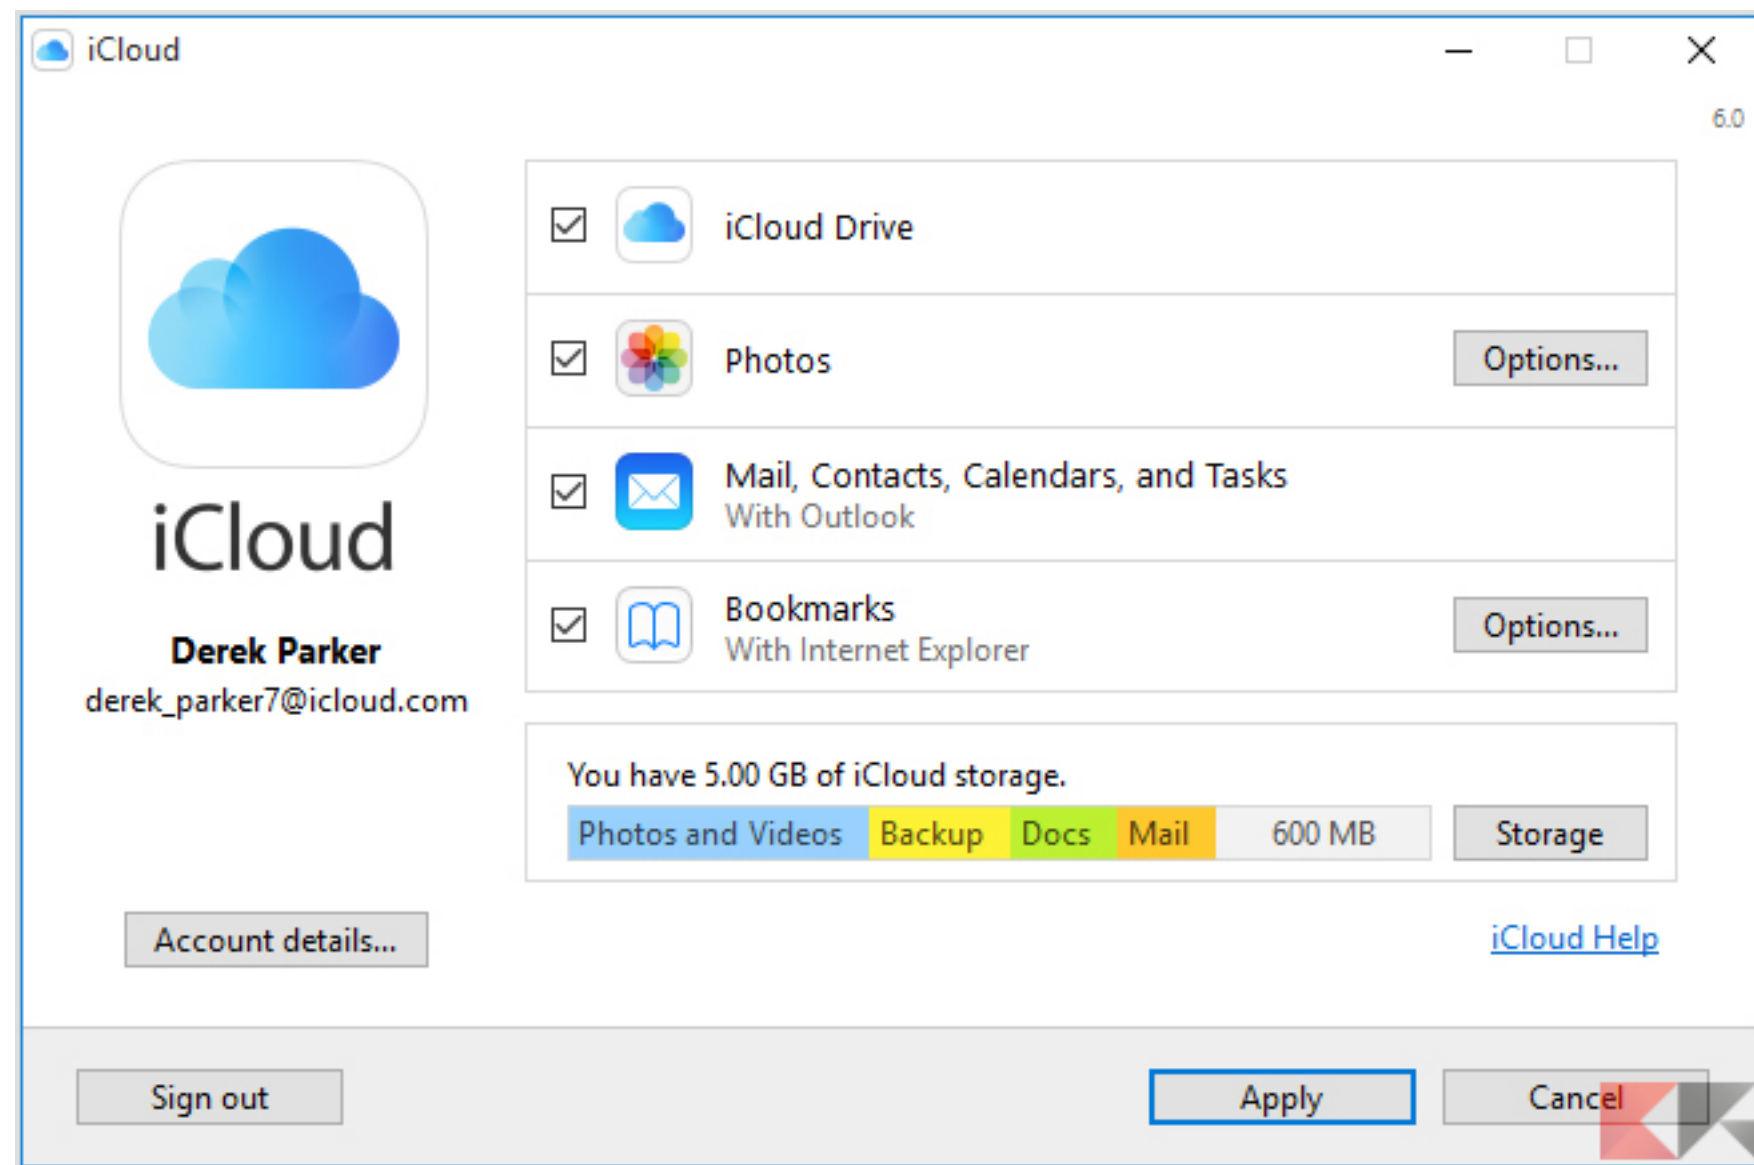 iCloud
6.0
iCloud Drive
Photos
Options...
Mail, Contacts, Calendars, and Tasks
With Outlook
iCloud
Bookmarks
With Internet Explorer
Options...
Derek Parker
derek_parker7@icloud.com
You have 5.00 GB of iCloud storage.
Photos and Videos Backup Docs Mail 600 MB
Storage
Account details...
iCloud Help
Sign out
Apply
Cancel